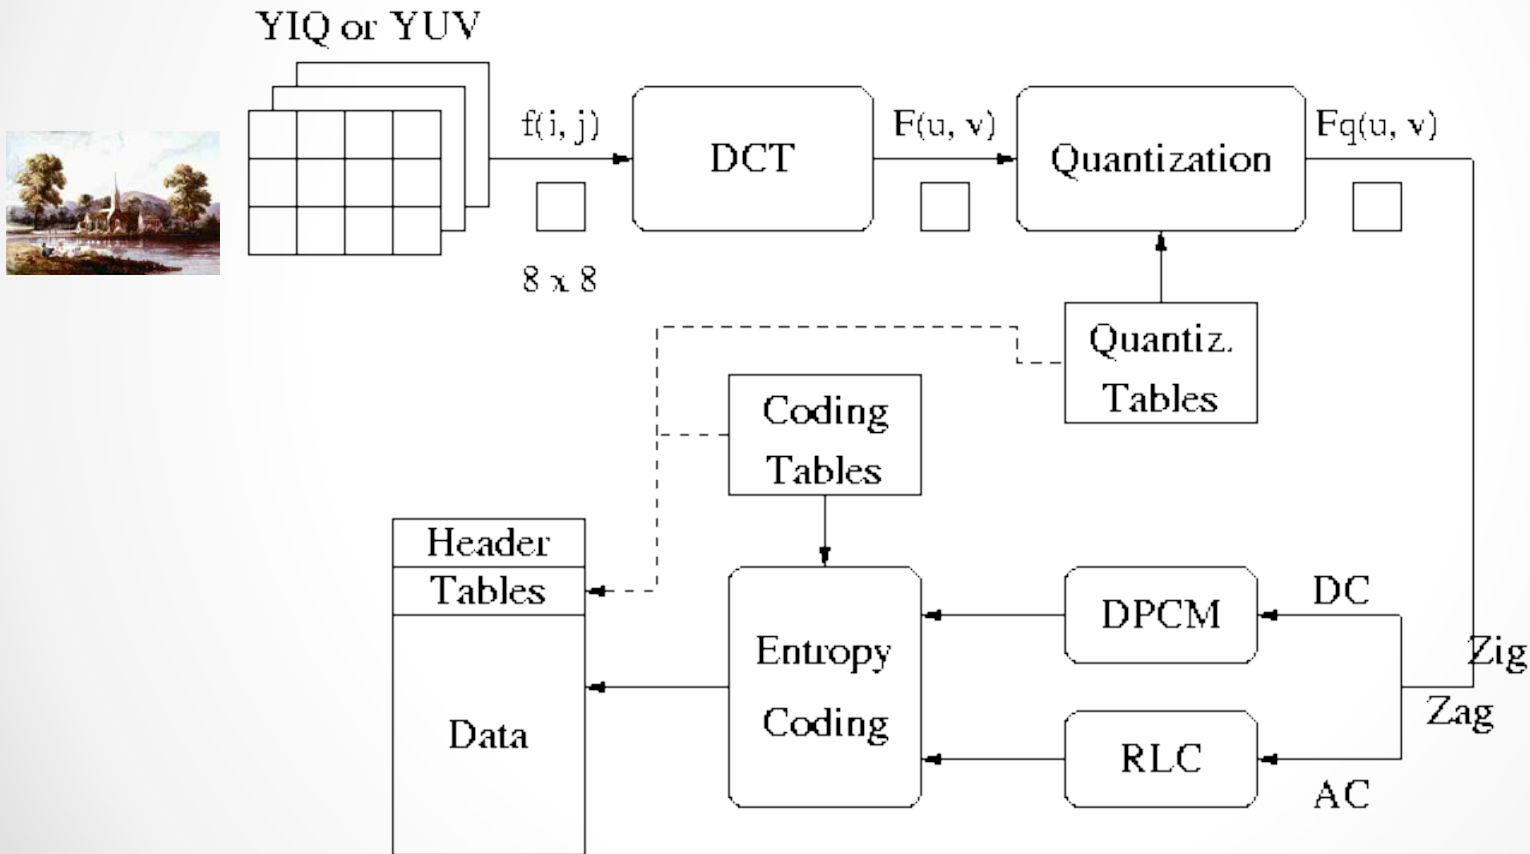 YIQ or YUV
f(i, j)
8 x 8
DCT
F(u, v)
Quantization
Fq(u, v)
Quantiz.
Tables
Coding
Tables
Header
Tables
Data
Entropy
Coding
DPCM
RLC
DC
AC
Zig
Zag